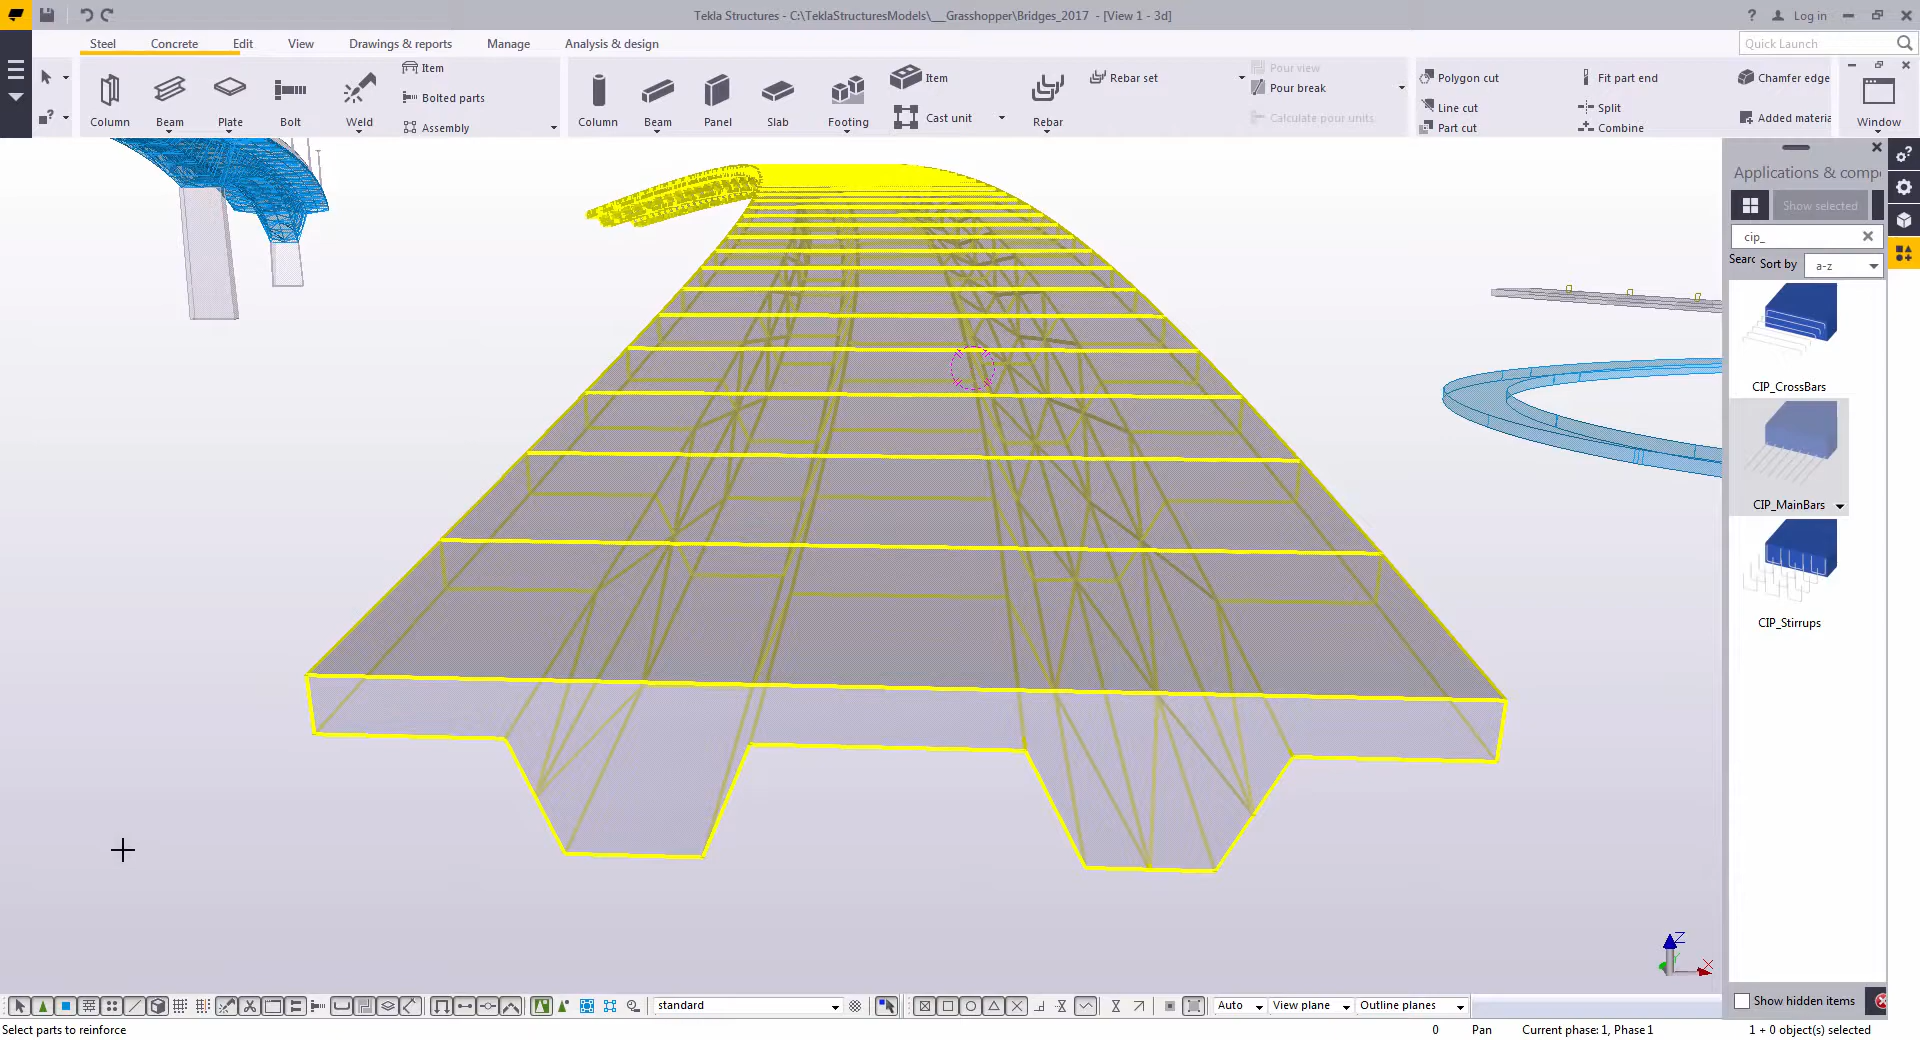 Tekla Structures - C:\TeklaStructuresModels\__Grasshopper\Bridges_2017 - [View 1 - 3d]
? Log in
Steel Concrete Edit View Drawings & reports Manage Analysis & design
Quick Launch
Column
Beam
Plate
Bolt
Weld
Item
Bolted parts
Assembly
Column
Beam
Panel
Slab
Footing
Item
Cast unit
Rebar
Rebar set
Pour view
Pour break
Calculate pour units
Polygon cut
Line cut
Part cut
Fit part end
Split
Combine
Chamfer edge
Added materia
Window
Applications & compo
Show selected
cip_
Searc Sort by a-z
CIP_CrossBars
CIP_MainBars
CIP_Stirrups
Z
X
standard
Auto
View plane
Outline planes
Show hidden items
Select parts to reinforce
0 Pan Current phase: 1, Phase 1 1 + 0 object(s) selected